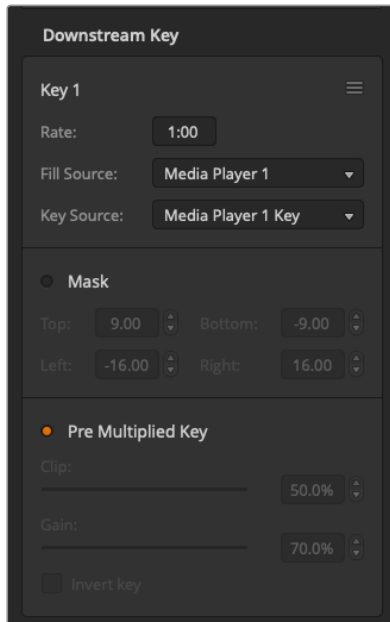 Downstream Key
Key 1
Rate: 1:00
Fill Source: Media Player 1
Key Source: Media Player 1 Key
Mask
Top: 9.00 Bottom: -9.00
Left: -16.00 Right: 16.00
Pre Multiplied Key
Clip:
50.0%
Gain:
70.0%
Invert key